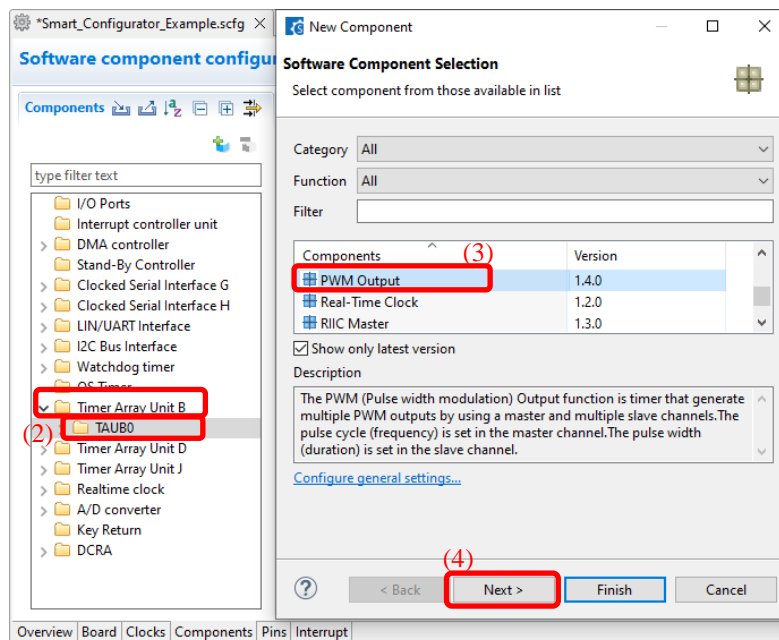 *Smart_Configurator_Example.scfg
Software component configu
Components
type filter text
I/O Ports
Interrupt controller unit
DMA controller
Stand-By Controller
Clocked Serial Interface G
Clocked Serial Interface H
LIN/UART Interface
I2C Bus Interface
Watchdog timer
OS Timer
Timer Array Unit B
(2)
TAUB0
Timer Array Unit D
Timer Array Unit J
Realtime clock
A/D converter
Key Return
DCRA
Overview Board Clocks Components Pins Interrupt
New Component
Software Component Selection
Select component from those available in list
Category All
Function All
Filter
Components (3) Version
PWM Output 1.4.0
Real-Time Clock 1.2.0
RIIC Master 1.3.0
Show only latest version
Description
The PWM (Pulse width modulation) Output function is timer that generate
multiple PWM outputs by using a master and multiple slave channels.The
pulse cycle (frequency) is set in the master channel.The pulse width
(duration) is set in the slave channel.
Configure general settings...
(4)
? < Back Next > Finish Cancel